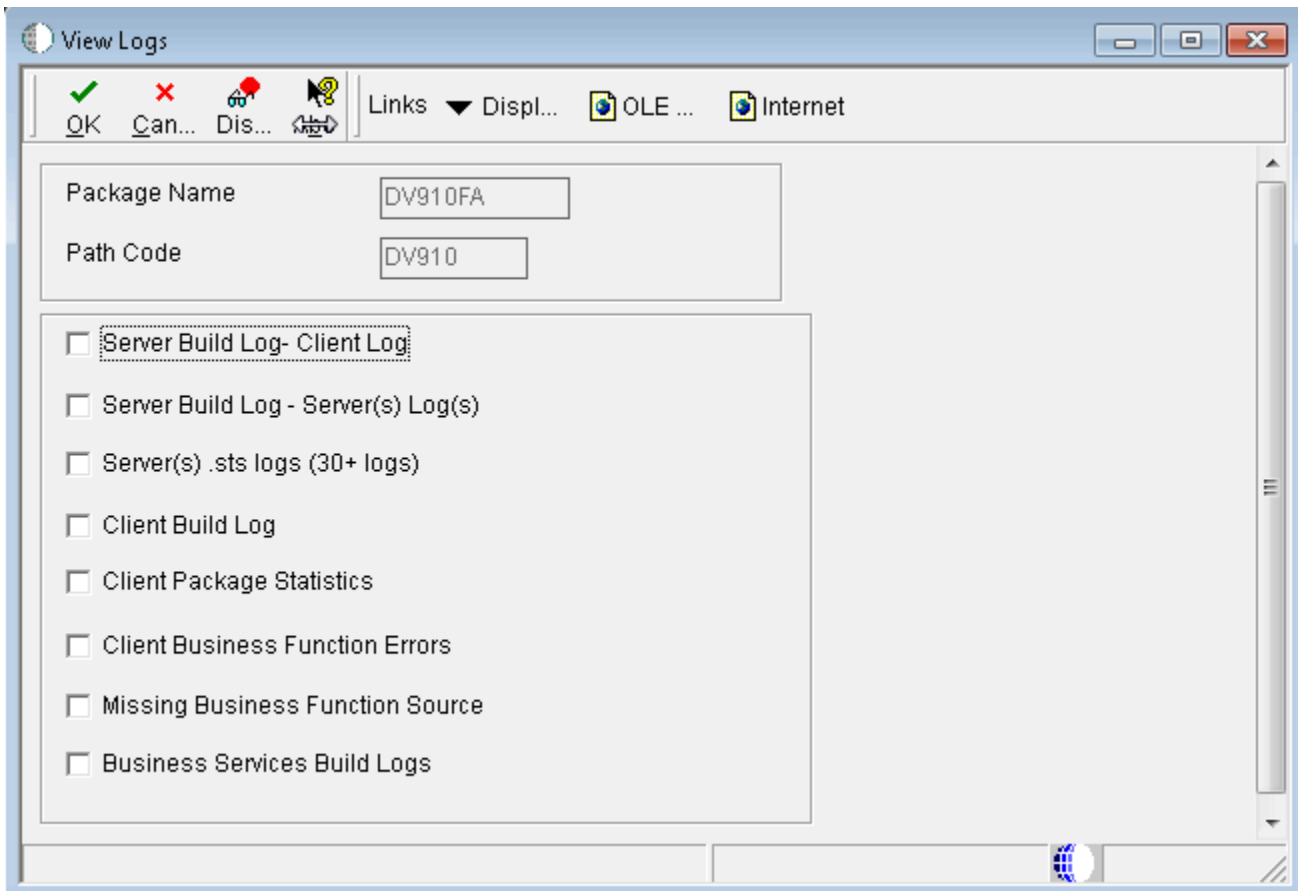 View Logs
OK Can... Dis... Links Displ... OLE ... Internet
Package Name DV910FA
Path Code DV910
Server Build Log- Client Log
Server Build Log - Server(s) Log(s)
Server(s) .sts logs (30+ logs)
Client Build Log
Client Package Statistics
Client Business Function Errors
Missing Business Function Source
Business Services Build Logs